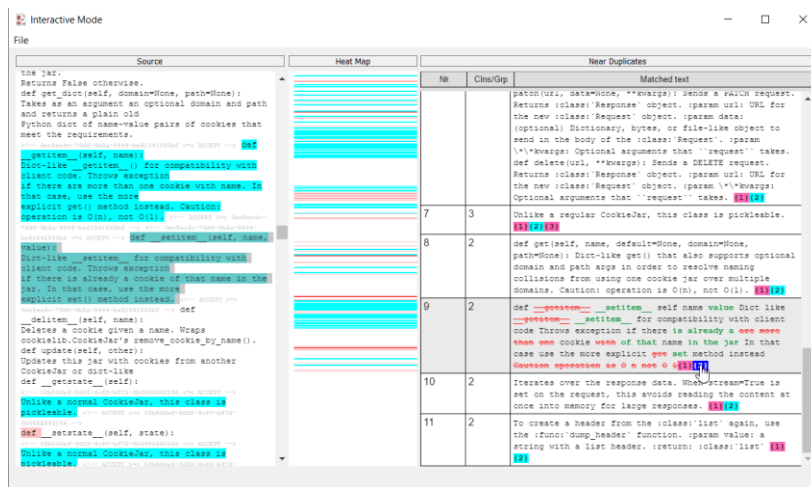 Interactive Mode
File
Source
Heat Map
Near Duplicates
the jar.
Returns False otherwise.
def get_dict(self, domain=None, path=None):
Takes as an argument an optional domain and path
and returns a plain old
Python dict of name-value pairs of cookies that
meet the requirements.
def
__getitem__(self, name):
Dict-like __getitem__() for compatibility with
client code. Throws exception
if there are more than one cookie with name. In
that case, use the more
explicit get() method instead. Caution:
operation is O(n), not O(1). <!-- ACCEPT
def __setitem__(self, name,
value):
Dict-like __setitem__ for compatibility with
client code. Throws exception
if there is already a cookie of that name in the
jar. In that case, use the more
explicit set() method instead. <!-- ACCEPT
def
__delitem__(self, name):
Deletes a cookie given a name. Wraps
cookielib.CookieJar's remove_cookie_by_name().
def update(self, other):
Updates this jar with cookies from another
CookieJar or dict-like
def __getstate__(self):
Unlike a normal CookieJar, this class is
pickleable. <!-- ACCEPT
def __setstate__(self, state):
Unlike a normal CookieJar, this class is
pickleable. <!-- ACCEPT
№ Clns/Grp Matched text
patch(url, data=None, **kwargs): Sends a PATCH request.
Returns :class:`Response` object. :param url: URL for
the new :class:`Request` object. :param data:
(optional) Dictionary, bytes, or file-like object to
send in the body of the :class:`Request`. :param
\*\*kwargs: Optional arguments that ``request`` takes.
def delete(url, **kwargs): Sends a DELETE request.
Returns :class:`Response` object. :param url: URL for
the new :class:`Request` object. :param \*\*kwargs:
Optional arguments that ``request`` takes. {1}{2}
7 3 Unlike a regular CookieJar, this class is pickleable.
{1}{2}{3}
8 2 def get(self, name, default=None, domain=None,
path=None): Dict-like get() that also supports optional
domain and path args in order to resolve naming
collisions from using one cookie jar over multiple
domains. Caution: operation is O(n), not O(1). {1}{2}
9 2 def __getitem__ __setitem__ self name value Dict like
__getitem__ __setitem__ for compatibility with client
code Throws exception if there is already a are more
than one cookie with of that name in the jar In that
case use the more explicit get set method instead
Caution operation is O n not O 1{1}{2}
10 2 Iterates over the response data. When stream=True is
set on the request, this avoids reading the content at
once into memory for large responses. {1}{2}
11 2 To create a header from the :class:`list` again, use
the :func:`dump_header` function. :param value: a
string with a list header. :return: :class:`list` {1}
{2}